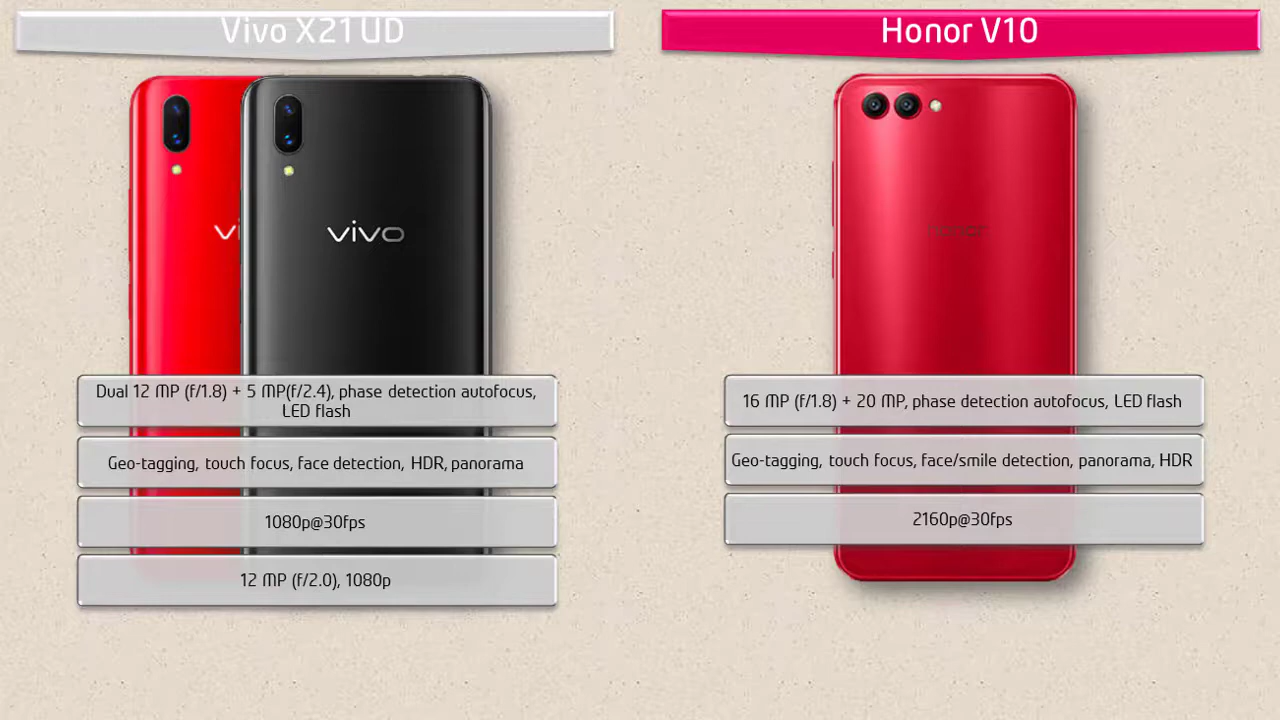 Vivo X21 UD
Honor V10
vi
vivo
honor
Dual 12 MP (f/1.8) + 5 MP(f/2.4), phase detection autofocus,
LED flash
Geo-tagging, touch focus, face detection, HDR, panorama
1080p@30fps
12 MP (f/2.0), 1080p
16 MP (f/1.8) + 20 MP, phase detection autofocus, LED flash
Geo-tagging, touch focus, face/smile detection, panorama, HDR
2160p@30fps